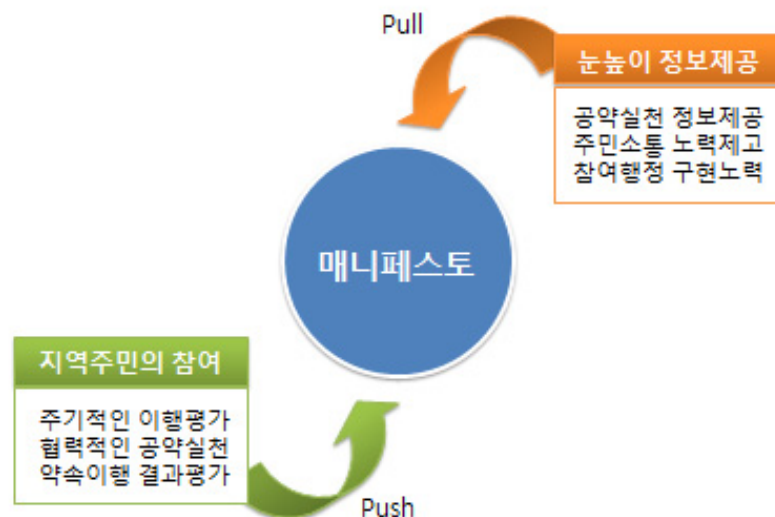 Pull
눈높이 정보제공
공약실천 정보제공
주민소통 노력제고
참여행정 구현노력
매니페스토
지역주민의 참여
주기적인 이행평가
협력적인 공약실천
약속이행 결과평가
Push